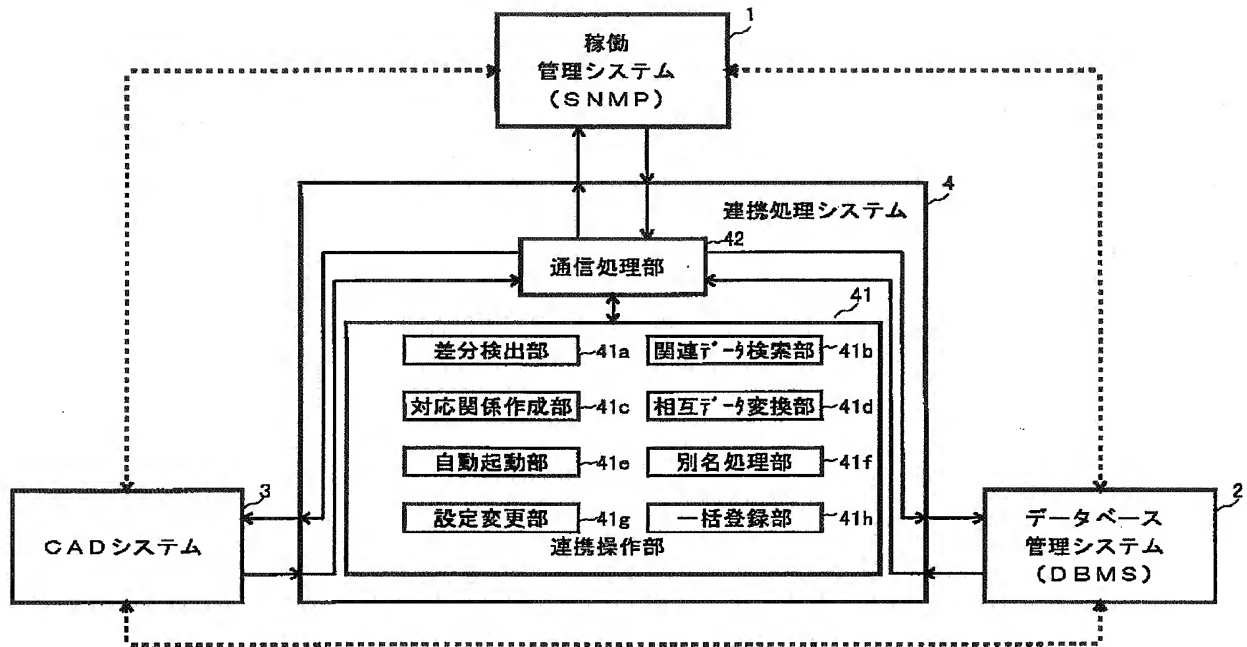 1
稼働
管理システム
(SNMP)
4
連携処理システム
42
通信処理部
41
差分検出部 41a
関連データ検索部 41b
対応関係作成部 41c
相互データ変換部 41d
自動起動部 41e
別名処理部 41f
設定変更部 41g
一括登録部 41h
連携操作部
3
CADシステム
2
データベース
管理システム
(DBMS)